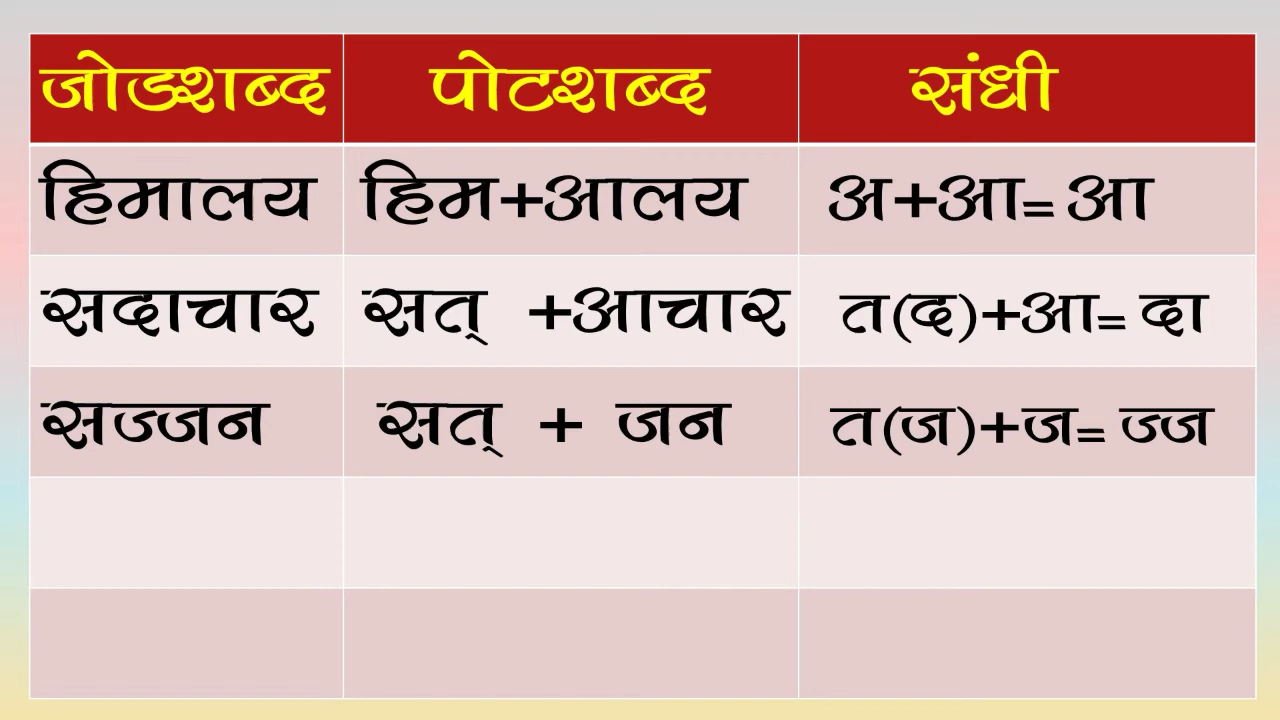 जोडशब्द पोटशब्द संधी
हिमालय हिम+आलय अ+आ= आ
सदाचार सत् +आचार त(द)+आ= दा
सज्जन सत् + जन त(ज)+ज= ज्ज